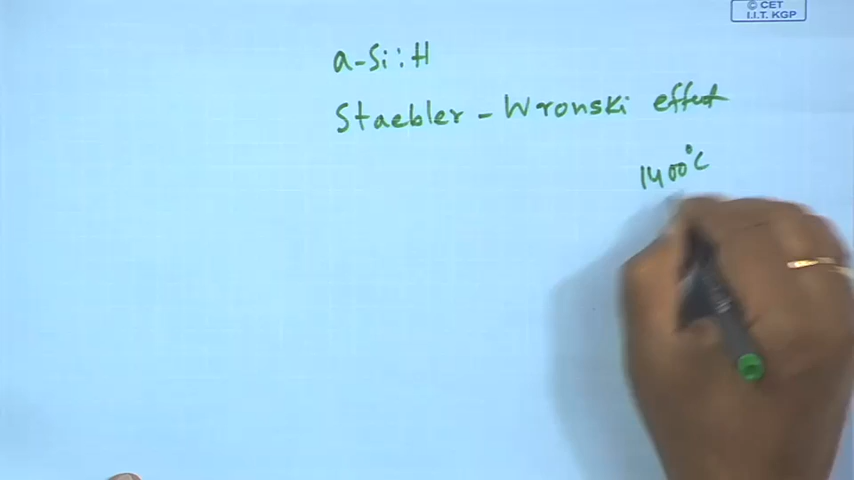 © CET
I.I.T. KGP
a-Si:H
Staebler - Wronski effect
1400°C